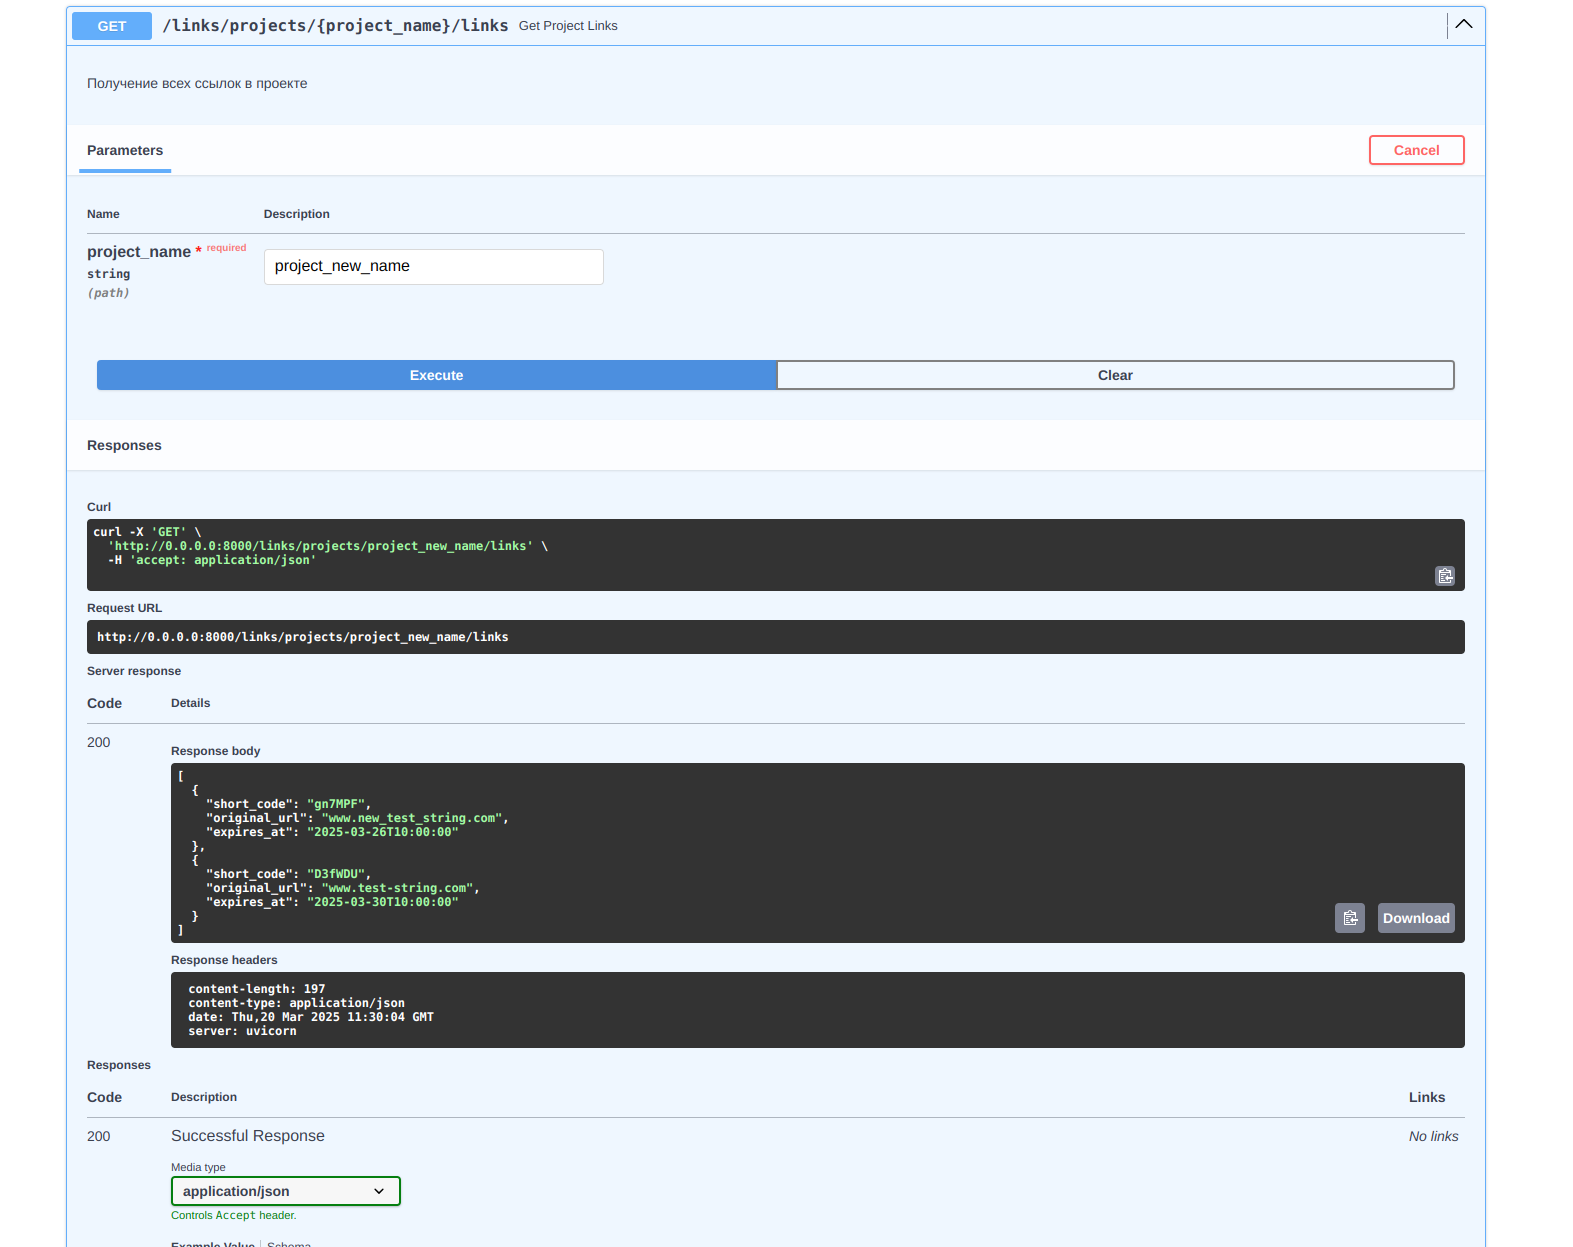 GET /links/projects/{project_name}/links Get Project Links
Получение всех ссылок в проекте
Parameters
Cancel
Name Description
project_name * required
string
(path)
project_new_name
Execute
Clear
Responses
Curl
curl -X 'GET' \
  'http://0.0.0.0:8000/links/projects/project_new_name/links' \
  -H 'accept: application/json'
Request URL
http://0.0.0.0:8000/links/projects/project_new_name/links
Server response
Code Details
200
Response body
[
  {
    "short_code": "gn7MPF",
    "original_url": "www.new_test_string.com",
    "expires_at": "2025-03-26T10:00:00"
  },
  {
    "short_code": "D3fWDU",
    "original_url": "www.test-string.com",
    "expires_at": "2025-03-30T10:00:00"
  }
]
Download
Response headers
content-length: 197
content-type: application/json
date: Thu,20 Mar 2025 11:30:04 GMT
server: uvicorn
Responses
Code Description Links
200 Successful Response No links
Media type
application/json
Controls Accept header.
Example Value Schema